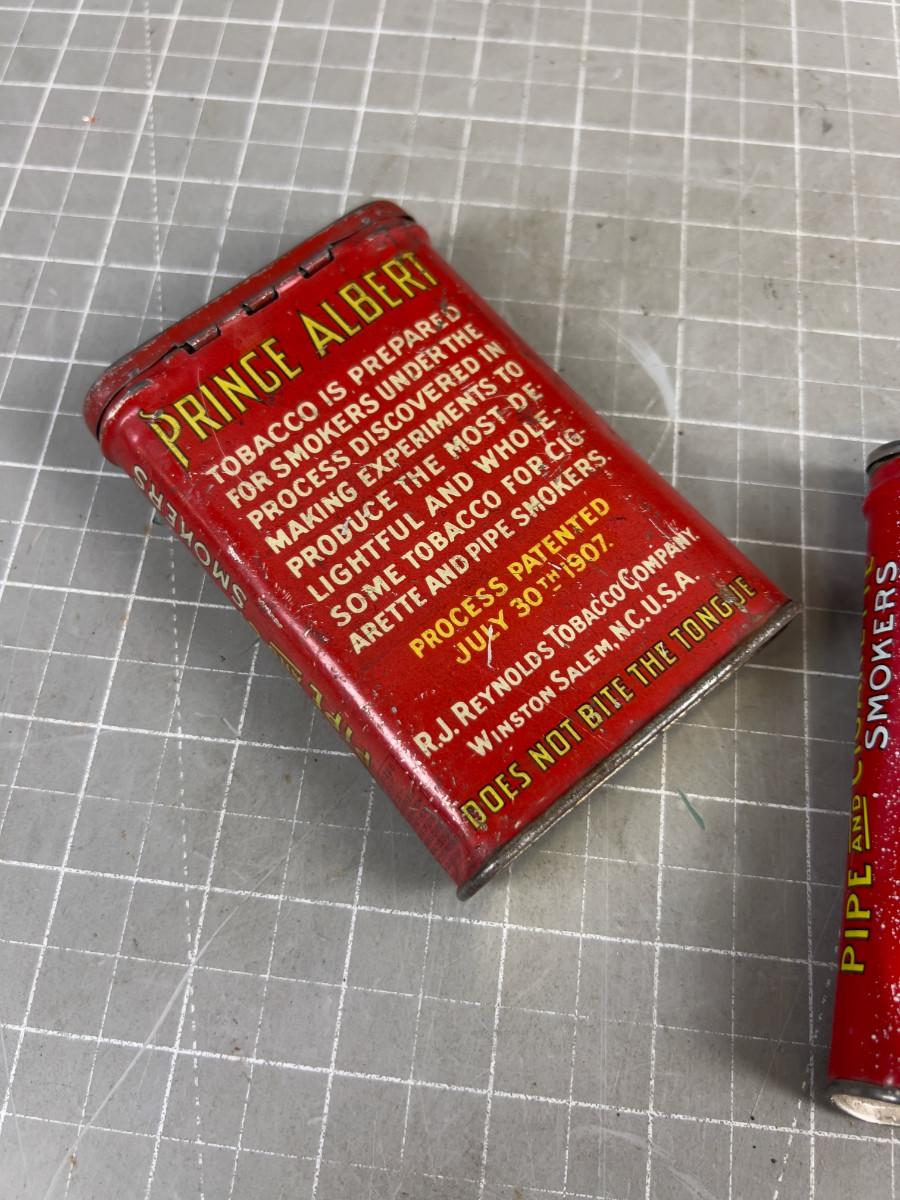 PRINCE ALBERT
TOBACCO IS PREPARED
FOR SMOKERS UNDER THE
PROCESS DISCOVERED IN
MAKING EXPERIMENTS TO
PRODUCE THE MOST DE
LIGHTFUL AND WHOLE-
SOME TOBACCO FOR CIG-
ARETTE AND PIPE SMOKERS.
PROCESS PATENTED
JULY 30TH 1907.
R.J. REYNOLDS TOBACCO COMPANY.
WINSTON SALEM, N.C. U.S.A.
DOES NOT BITE THE TONGUE
SMOKERS
PIPE AND
SMOKERS